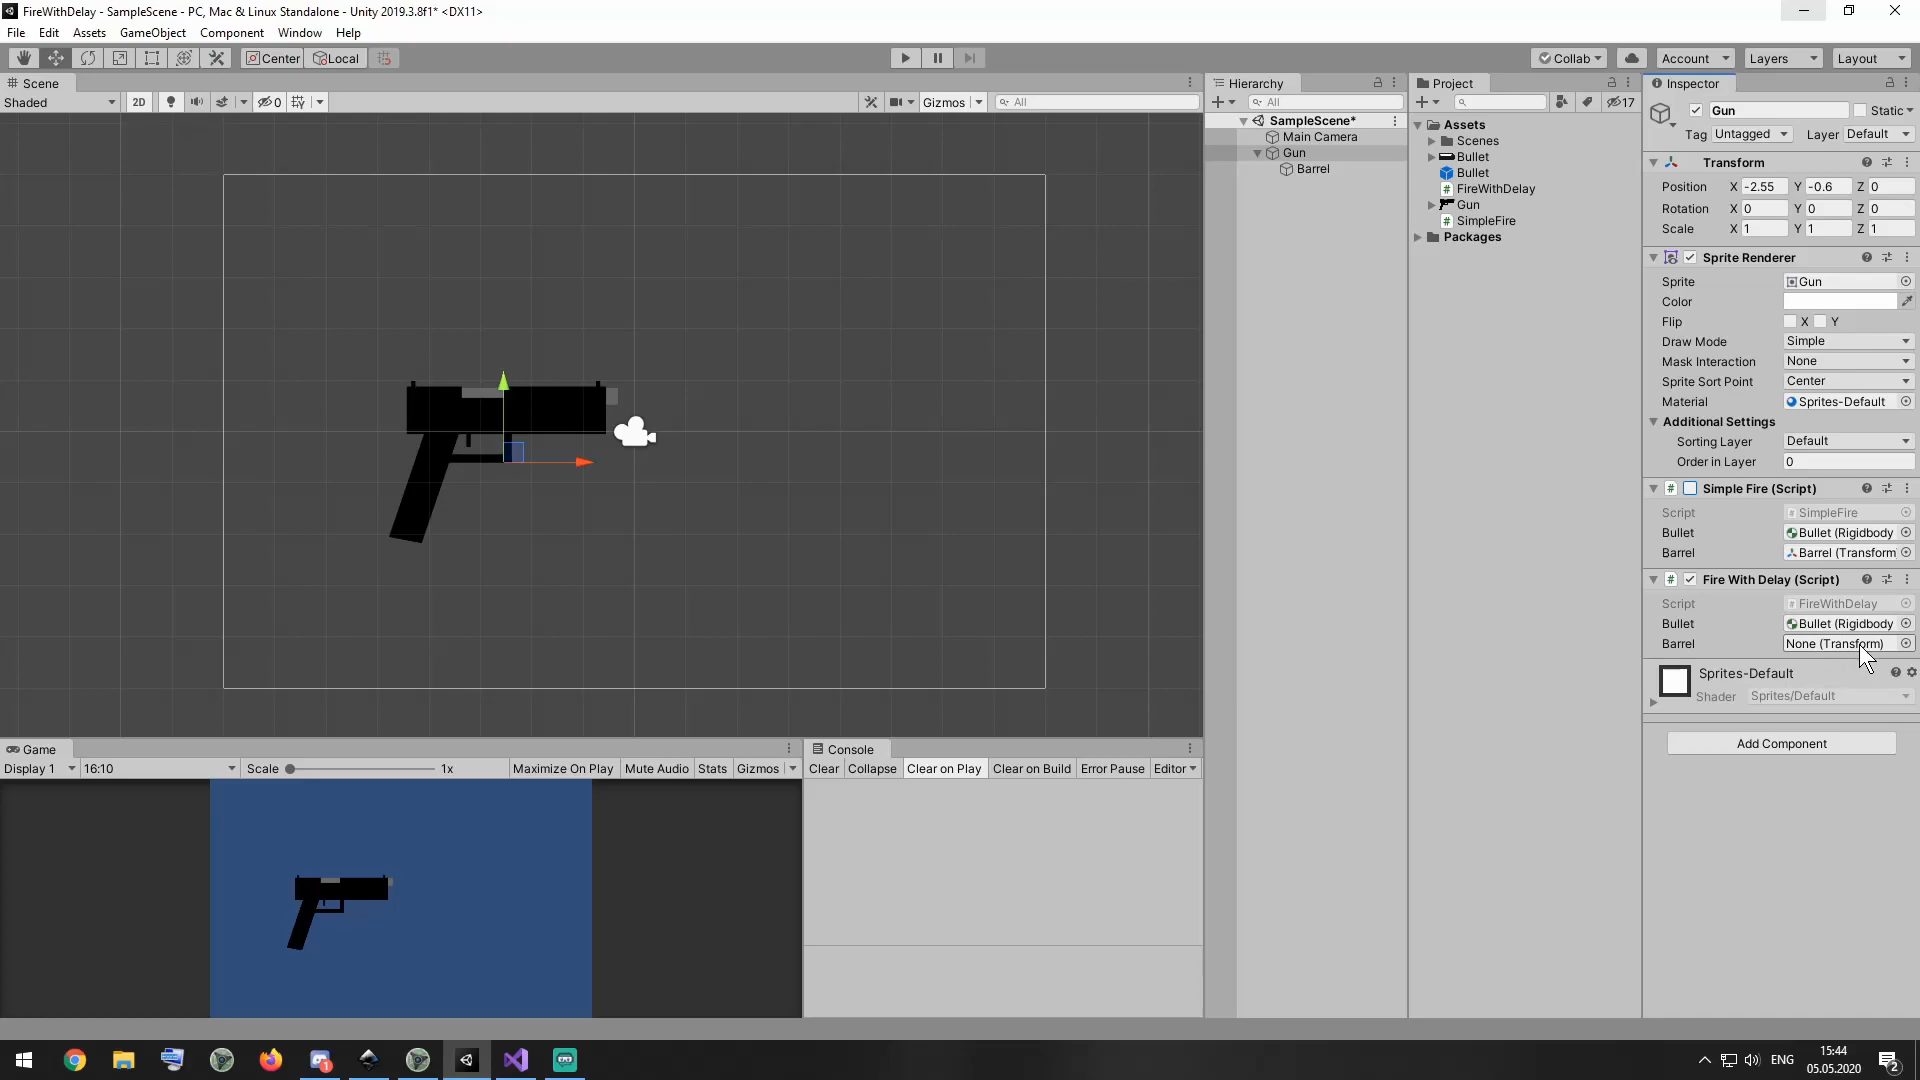 FireWithDelay - SampleScene - PC, Mac & Linux Standalone - Unity 2019.3.8f1* <DX11>
File Edit Assets GameObject Component Window Help
Center Local Collab Account Layers Layout
Scene
Shaded 2D 0 Gizmos All
Hierarchy
All
SampleScene*
Main Camera
Gun
Barrel
Project
17
Assets
Scenes
Bullet
Bullet
# FireWithDelay
Gun
# SimpleFire
Packages
Inspector
Gun Static
Tag Untagged Layer Default
Transform
Position X -2.55 Y -0.6 Z 0
Rotation X 0 Y 0 Z 0
Scale X 1 Y 1 Z 1
Sprite Renderer
Sprite Gun
Color
Flip X Y
Draw Mode Simple
Mask Interaction None
Sprite Sort Point Center
Material Sprites-Default
Additional Settings
Sorting Layer Default
Order in Layer 0
# Simple Fire (Script)
Script # SimpleFire
Bullet Bullet (Rigidbody
Barrel Barrel (Transform
# Fire With Delay (Script)
Script # FireWithDelay
Bullet Bullet (Rigidbody
Barrel None (Transform)
Sprites-Default
Shader Sprites/Default
Add Component
Game
Display 1 16:10 Scale 1x Maximize On Play Mute Audio Stats Gizmos
Console
Clear Collapse Clear on Play Clear on Build Error Pause Editor
1
ENG
15:44
05.05.2020
2